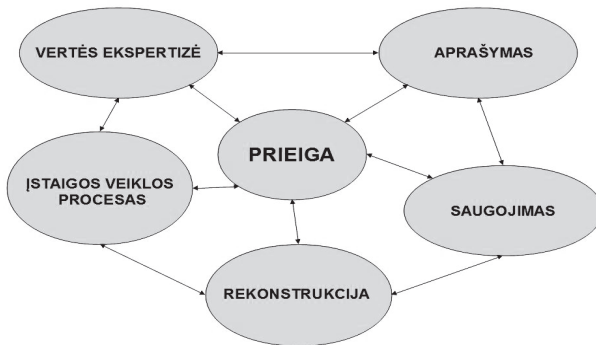 VERTĖS EKSPERTIZĖ
APRAŠYMAS
PRIEIGA
ĮSTAIGOS VEIKLOS
PROCESAS
SAUGOJIMAS
REKONSTRUKCIJA